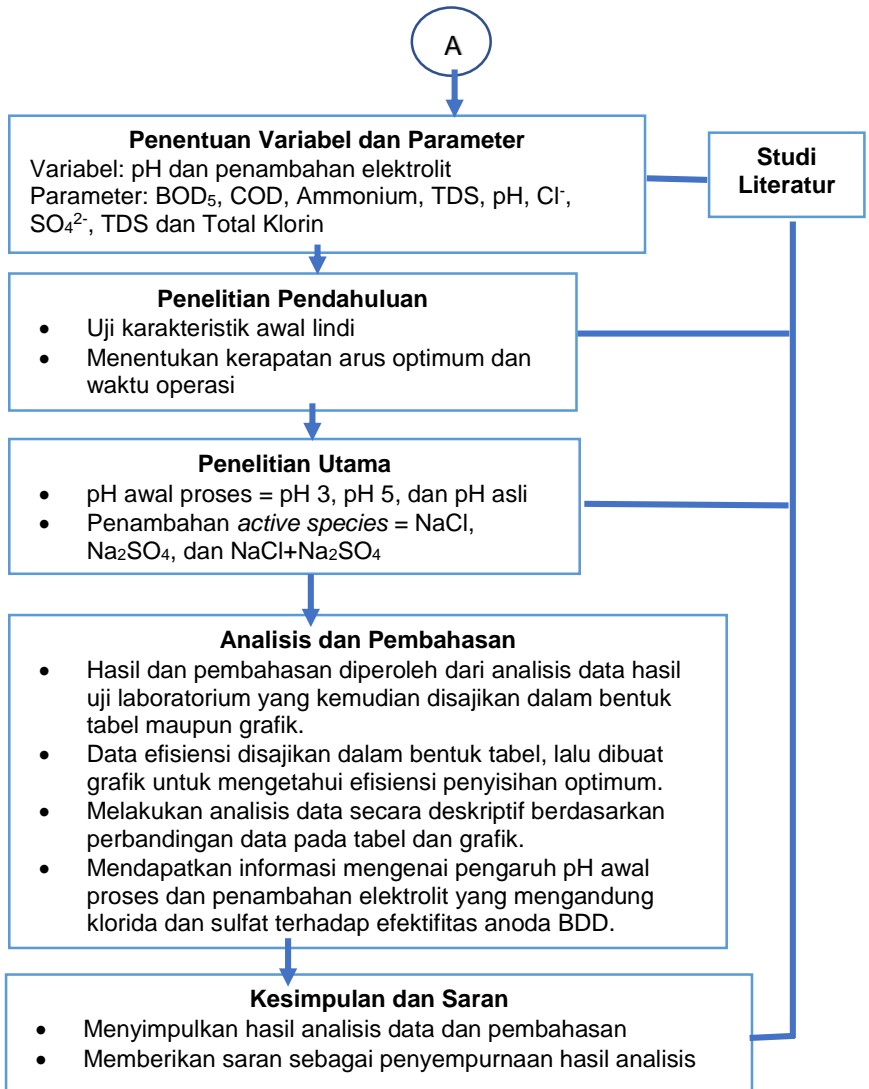 A
Penentuan Variabel dan Parameter
Variabel: pH dan penambahan elektrolit
Parameter: BOD₅, COD, Ammonium, TDS, pH, Cl⁻,
SO₄²⁻, TDS dan Total Klorin
Studi
Literatur
Penelitian Pendahuluan
• Uji karakteristik awal lindi
• Menentukan kerapatan arus optimum dan
waktu operasi
Penelitian Utama
• pH awal proses = pH 3, pH 5, dan pH asli
• Penambahan active species = NaCl,
Na₂SO₄, dan NaCl+Na₂SO₄
Analisis dan Pembahasan
• Hasil dan pembahasan diperoleh dari analisis data hasil
uji laboratorium yang kemudian disajikan dalam bentuk
tabel maupun grafik.
• Data efisiensi disajikan dalam bentuk tabel, lalu dibuat
grafik untuk mengetahui efisiensi penyisihan optimum.
• Melakukan analisis data secara deskriptif berdasarkan
perbandingan data pada tabel dan grafik.
• Mendapatkan informasi mengenai pengaruh pH awal
proses dan penambahan elektrolit yang mengandung
klorida dan sulfat terhadap efektifitas anoda BDD.
Kesimpulan dan Saran
• Menyimpulkan hasil analisis data dan pembahasan
• Memberikan saran sebagai penyempurnaan hasil analisis